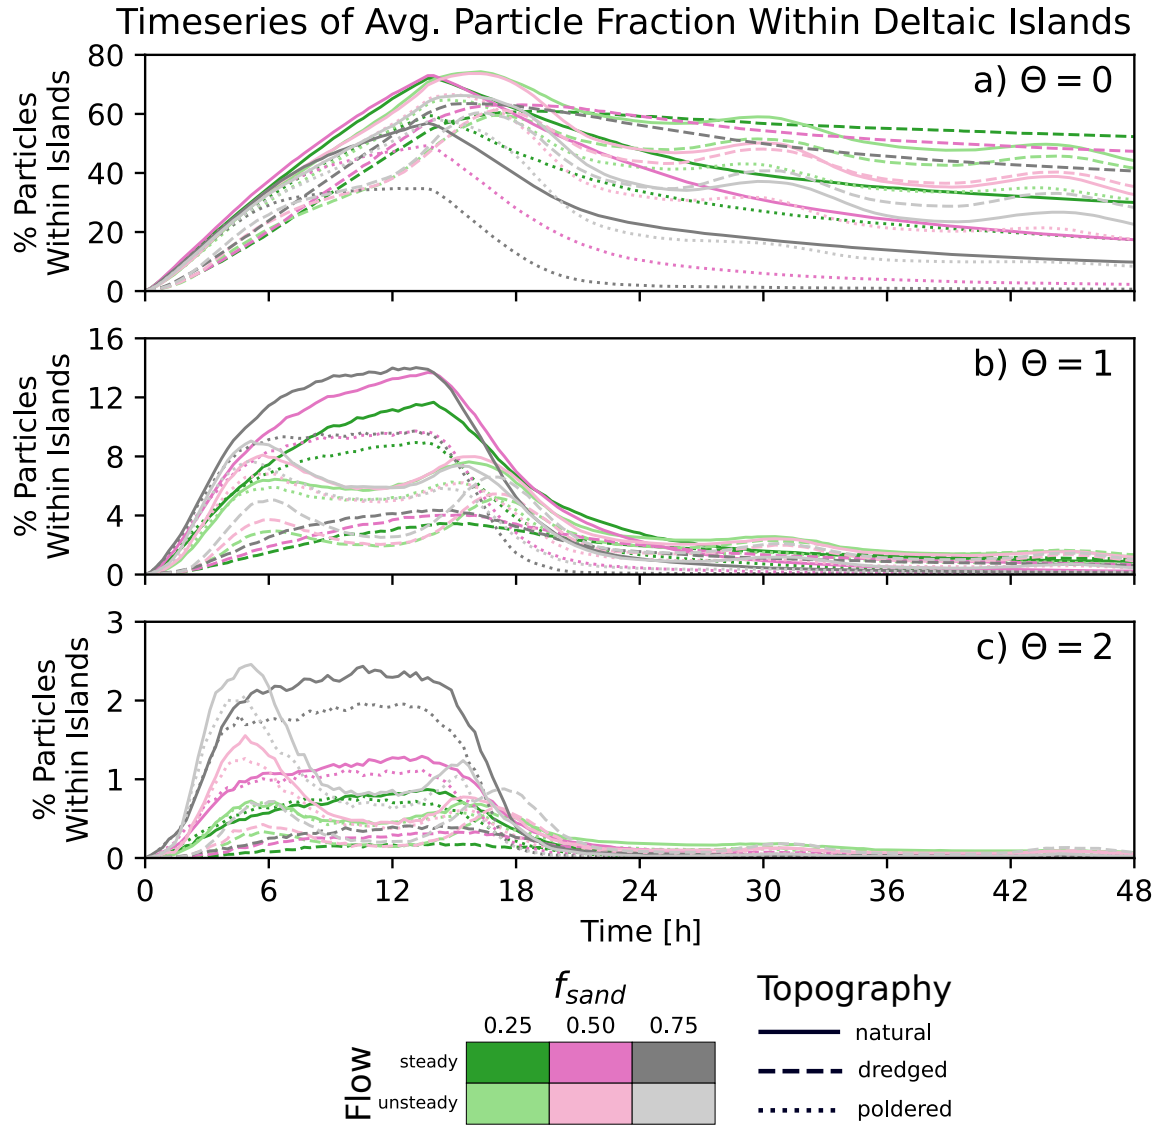 Timeseries of Avg. Particle Fraction Within Deltaic Islands
% Particles
Within Islands
80
60
40
20
0
a) Θ = 0
% Particles
Within Islands
16
12
8
4
0
b) Θ = 1
% Particles
Within Islands
3
2
1
0
c) Θ = 2
0 6 12 18 24 30 36 42 48
Time [h]
f_sand
0.25 0.50 0.75
Flow
steady
unsteady
Topography
natural
dredged
poldered